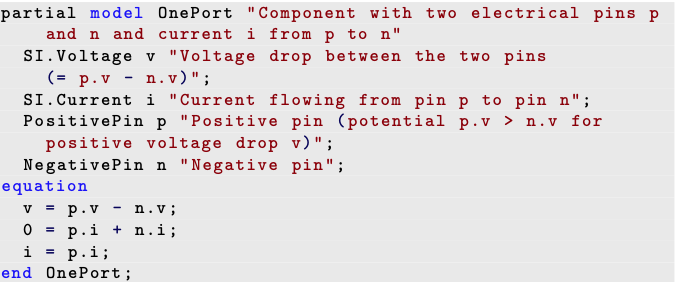 partial model OnePort "Component with two electrical pins p
and n and current i from p to n"
SI.Voltage v "Voltage drop between the two pins
(= p.v - n.v)";
SI.Current i "Current flowing from pin p to pin n";
PositivePin p "Positive pin (potential p.v > n.v for
positive voltage drop v)";
NegativePin n "Negative pin";
equation
v = p.v - n.v;
0 = p.i + n.i;
i = p.i;
end OnePort;